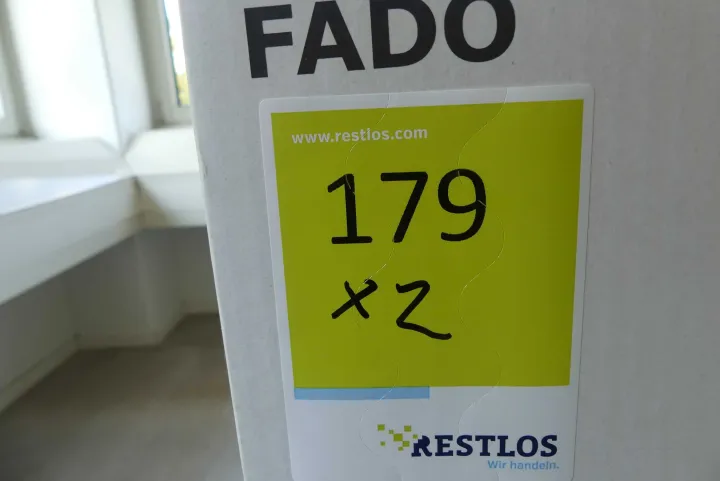 FADO
www.restlos.com
179
x2
RESTLOS
Wir handeln.